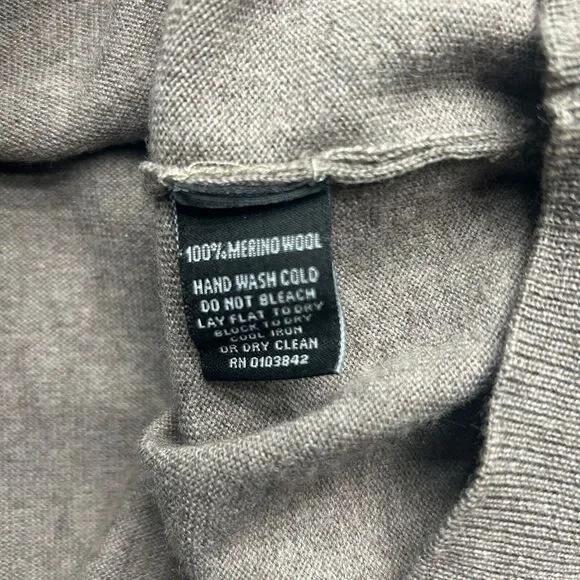 100% MERINO WOOL
HAND WASH COLD
DO NOT BLEACH
LAY FLAT TO DRY
BLOCK TO DRY
COOL IRON
OR DRY CLEAN
RN 0103842